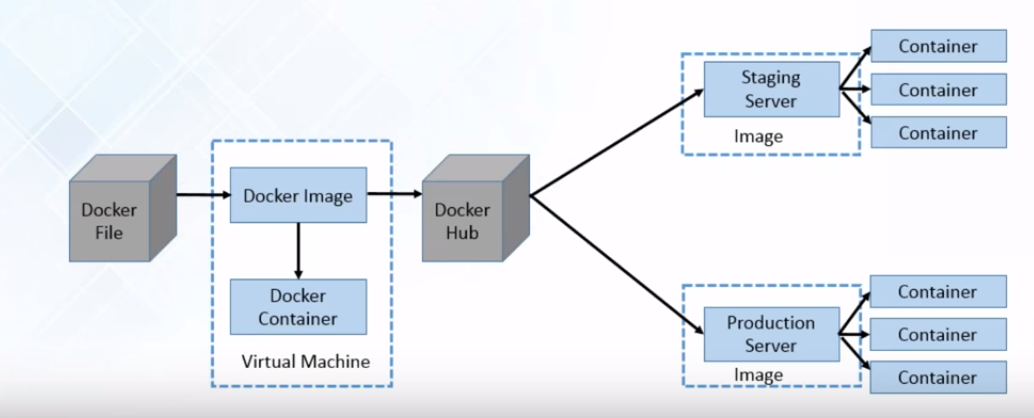 Docker
File
Docker Image
Docker
Container
Virtual Machine
Docker
Hub
Staging
Server
Image
Container
Container
Container
Production
Server
Image
Container
Container
Container